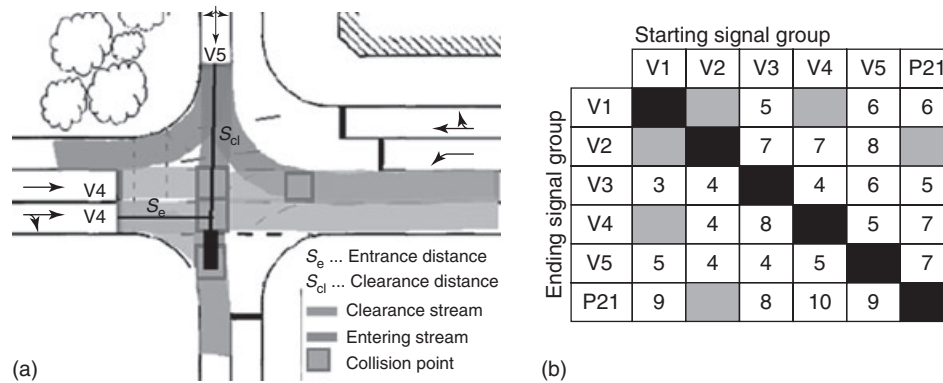 V5
S_cl
V4
V4
S_e
S_e ... Entrance distance
S_cl ... Clearance distance
Clearance stream
Entering stream
Collision point
(a)
Starting signal group
V1 V2 V3 V4 V5 P21
Ending signal group
V1 5 6 6
V2 7 7 8
V3 3 4 4 6 5
V4 4 8 5 7
V5 5 4 4 5 7
P21 9 8 10 9
(b)